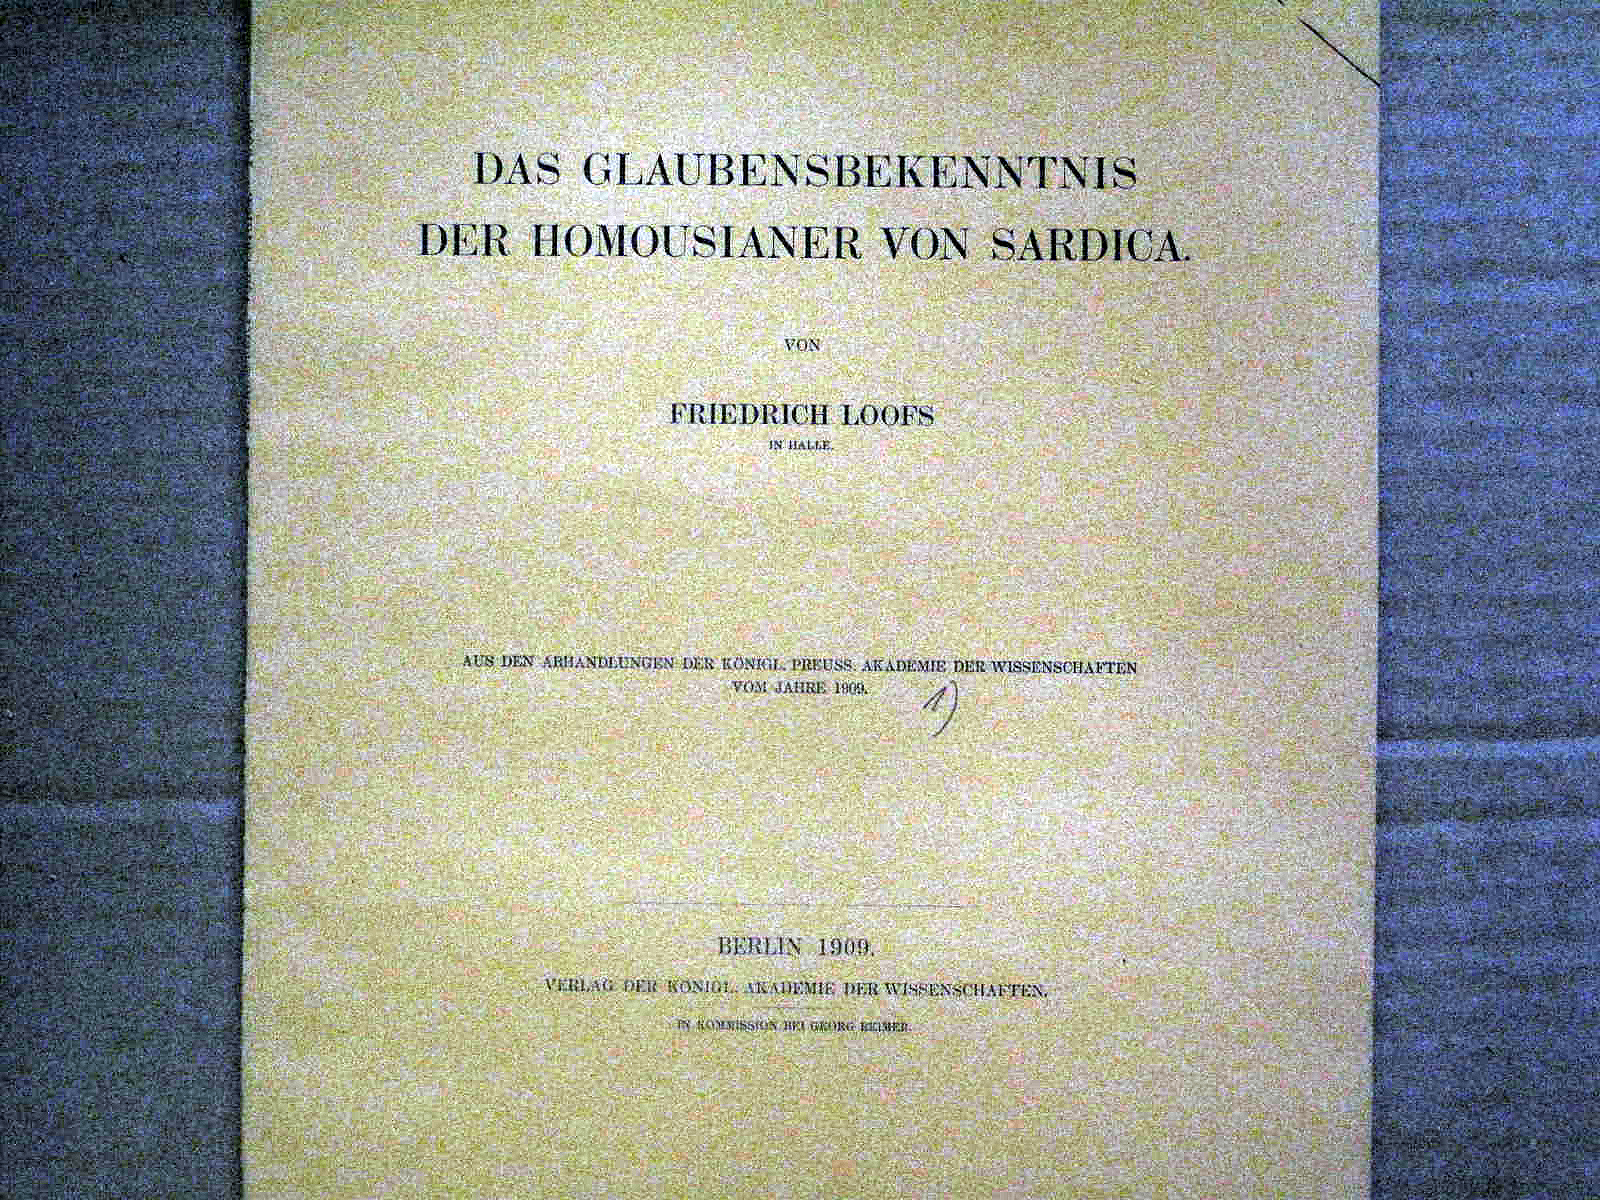 DAS GLAUBENSBEKENNTNIS
DER HOMOUSIANER VON SARDICA.
VON
FRIEDRICH LOOFS
IN HALLE.
AUS DEN ABHANDLUNGEN DER KÖNIGL. PREUSS. AKADEMIE DER WISSENSCHAFTEN
VOM JAHRE 1909.
1)
BERLIN 1909.
VERLAG DER KÖNIGL. AKADEMIE DER WISSENSCHAFTEN.
IN KOMMISSION BEI GEORG REIMER.